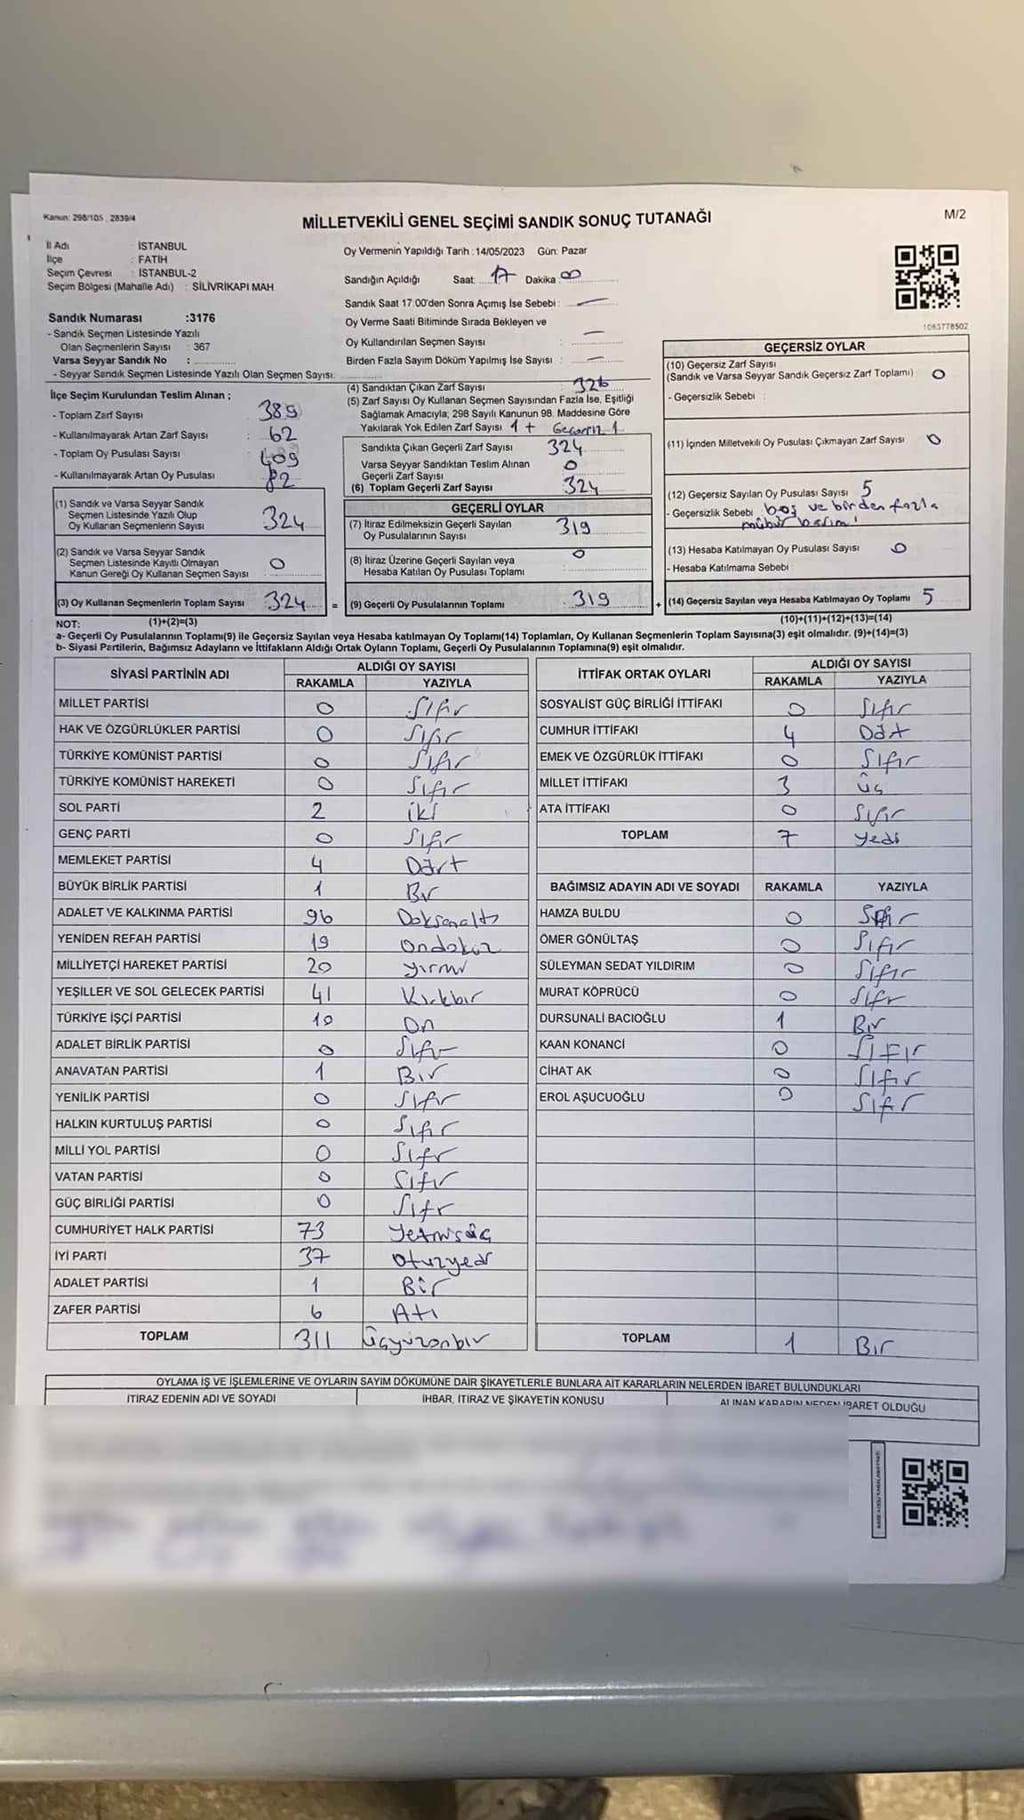 Kanun: 298/105 , 2839/4
MİLLETVEKİLİ GENEL SEÇİMİ SANDIK SONUÇ TUTANAĞI
M/2
İl Adı : İSTANBUL
İlçe : FATİH
Seçim Çevresi : İSTANBUL-2
Seçim Bölgesi (Mahalle Adı) : SİLİVRİKAPI MAH
Sandık Numarası :3176
- Sandık Seçmen Listesinde Yazılı
Olan Seçmenlerin Sayısı : 367
Varsa Seyyar Sandık No :
- Seyyar Sandık Seçmen Listesinde Yazılı Olan Seçmen Sayısı:
Oy Vermenin Yapıldığı Tarih : 14/05/2023 Gün: Pazar
Sandığın Açıldığı Saat: 17 Dakika: 00
Sandık Saat 17:00'den Sonra Açımış İse Sebebi : —
Oy Verme Saati Bitiminde Sırada Bekleyen ve
Oy Kullandırılan Seçmen Sayısı : —
Birden Fazla Sayım Döküm Yapılmış İse Sayısı : —
1063778502
İlçe Seçim Kurulundan Teslim Alınan ;
- Toplam Zarf Sayısı : 389
- Kullanılmayarak Artan Zarf Sayısı : 62
- Toplam Oy Pusulası Sayısı : 409
- Kullanılmayarak Artan Oy Pusulası : 82
(1) Sandık ve Varsa Seyyar Sandık
Seçmen Listesinde Yazılı Olup
Oy Kullanan Seçmenlerin Sayısı 324
(2) Sandık ve Varsa Seyyar Sandık
Seçmen Listesinde Kayıtlı Olmayan
Kanun Gereği Oy Kullanan Seçmen Sayısı 0
(3) Oy Kullanan Seçmenlerin Toplam Sayısı 324
(4) Sandıktan Çıkan Zarf Sayısı : 326
(5) Zarf Sayısı Oy Kullanan Seçmen Sayısından Fazla İse, Eşitliği
Sağlamak Amacıyla; 298 Sayılı Kanunun 98. Maddesine Göre
Yakılarak Yok Edilen Zarf Sayısı 1 + Geçersiz 1
Sandıkta Çıkan Geçerli Zarf Sayısı 324
Varsa Seyyar Sandıktan Teslim Alınan
Geçerli Zarf Sayısı 0
(6) Toplam Geçerli Zarf Sayısı 324
GEÇERLİ OYLAR
(7) İtiraz Edilmeksizin Geçerli Sayılan
Oy Pusulalarının Sayısı 319
(8) İtiraz Üzerine Geçerli Sayılan veya
Hesaba Katılan Oy Pusulası Toplamı 0
= (9) Geçerli Oy Pusulalarının Toplamı 319
GEÇERSİZ OYLAR
(10) Geçersiz Zarf Sayısı
(Sandık ve Varsa Seyyar Sandık Geçersiz Zarf Toplamı) 0
- Geçersizlik Sebebi :
(11) İçinden Milletvekili Oy Pusulası Çıkmayan Zarf Sayısı 0
(12) Geçersiz Sayılan Oy Pusulası Sayısı 5
- Geçersizlik Sebebi boş ve birden fazla
mühür basımı
(13) Hesaba Katılmayan Oy Pusulası Sayısı 0
- Hesaba Katılmama Sebebi
+ (14) Geçersiz Sayılan veya Hesaba Katılmayan Oy Toplamı 5
NOT: (1)+(2)=(3)
(10)+(11)+(12)+(13)=(14)
a- Geçerli Oy Pusulalarının Toplamı(9) ile Geçersiz Sayılan veya Hesaba katılmayan Oy Toplamı(14) Toplamları, Oy Kullanan Seçmenlerin Toplam Sayısına(3) eşit olmalıdır. (9)+(14)=(3)
b- Siyasi Partilerin, Bağımsız Adayların ve İttifakların Aldığı Ortak Oyların Toplamı, Geçerli Oy Pusulalarının Toplamına(9) eşit olmalıdır.
SİYASİ PARTİNİN ADI ALDIĞI OY SAYISI
RAKAMLA YAZIYLA
MİLLET PARTİSİ 0 Sıfır
HAK VE ÖZGÜRLÜKLER PARTİSİ 0 Sıfır
TÜRKİYE KOMÜNİST PARTİSİ 0 Sıfır
TÜRKİYE KOMÜNİST HAREKETİ 0 Sıfır
SOL PARTİ 2 iki
GENÇ PARTİ 0 Sıfır
MEMLEKET PARTİSİ 4 Dört
BÜYÜK BİRLİK PARTİSİ 1 Bir
ADALET VE KALKINMA PARTİSİ 96 Doksanaltı
YENİDEN REFAH PARTİSİ 19 ondokuz
MİLLİYETÇİ HAREKET PARTİSİ 20 yirmi
YEŞİLLER VE SOL GELECEK PARTİSİ 41 Kırkbir
TÜRKİYE İŞÇİ PARTİSİ 10 On
ADALET BİRLİK PARTİSİ 0 Sıfır
ANAVATAN PARTİSİ 1 Bir
YENİLİK PARTİSİ 0 Sıfır
HALKIN KURTULUŞ PARTİSİ 0 Sıfır
MİLLİ YOL PARTİSİ 0 Sıfır
VATAN PARTİSİ 0 Sıfır
GÜÇ BİRLİĞİ PARTİSİ 0 Sıfır
CUMHURİYET HALK PARTİSİ 73 yetmişüç
İYİ PARTİ 37 otuzyedi
ADALET PARTİSİ 1 Bir
ZAFER PARTİSİ 6 Altı
TOPLAM 311 Üçyüzonbir
İTTİFAK ORTAK OYLARI ALDIĞI OY SAYISI
RAKAMLA YAZIYLA
SOSYALİST GÜÇ BİRLİĞİ İTTİFAKI 0 Sıfır
CUMHUR İTTİFAKI 4 Dört
EMEK VE ÖZGÜRLÜK İTTİFAKI 0 Sıfır
MİLLET İTTİFAKI 3 üç
ATA İTTİFAKI 0 Sıfır
TOPLAM 7 yedi
BAĞIMSIZ ADAYIN ADI VE SOYADI RAKAMLA YAZIYLA
HAMZA BULDU 0 Sıfır
ÖMER GÖNÜLTAŞ 0 Sıfır
SÜLEYMAN SEDAT YILDIRIM 0 Sıfır
MURAT KÖPRÜCÜ 0 Sıfır
DURSUNALİ BACIOĞLU 1 Bir
KAAN KONANCİ 0 SIFIR
CİHAT AK 0 Sıfır
EROL AŞUCUOĞLU 0 Sıfır
TOPLAM 1 Bir
OYLAMA İŞ VE İŞLEMLERİNE VE OYLARIN SAYIM DÖKÜMÜNE DAİR ŞİKAYETLERLE BUNLARA AİT KARARLARIN NELERDEN İBARET BULUNDUKLARI
İTİRAZ EDENİN ADI VE SOYADI İHBAR, İTİRAZ VE ŞİKAYETİN KONUSU ALINAN KARARIN NEDEN İBARET OLDUĞU